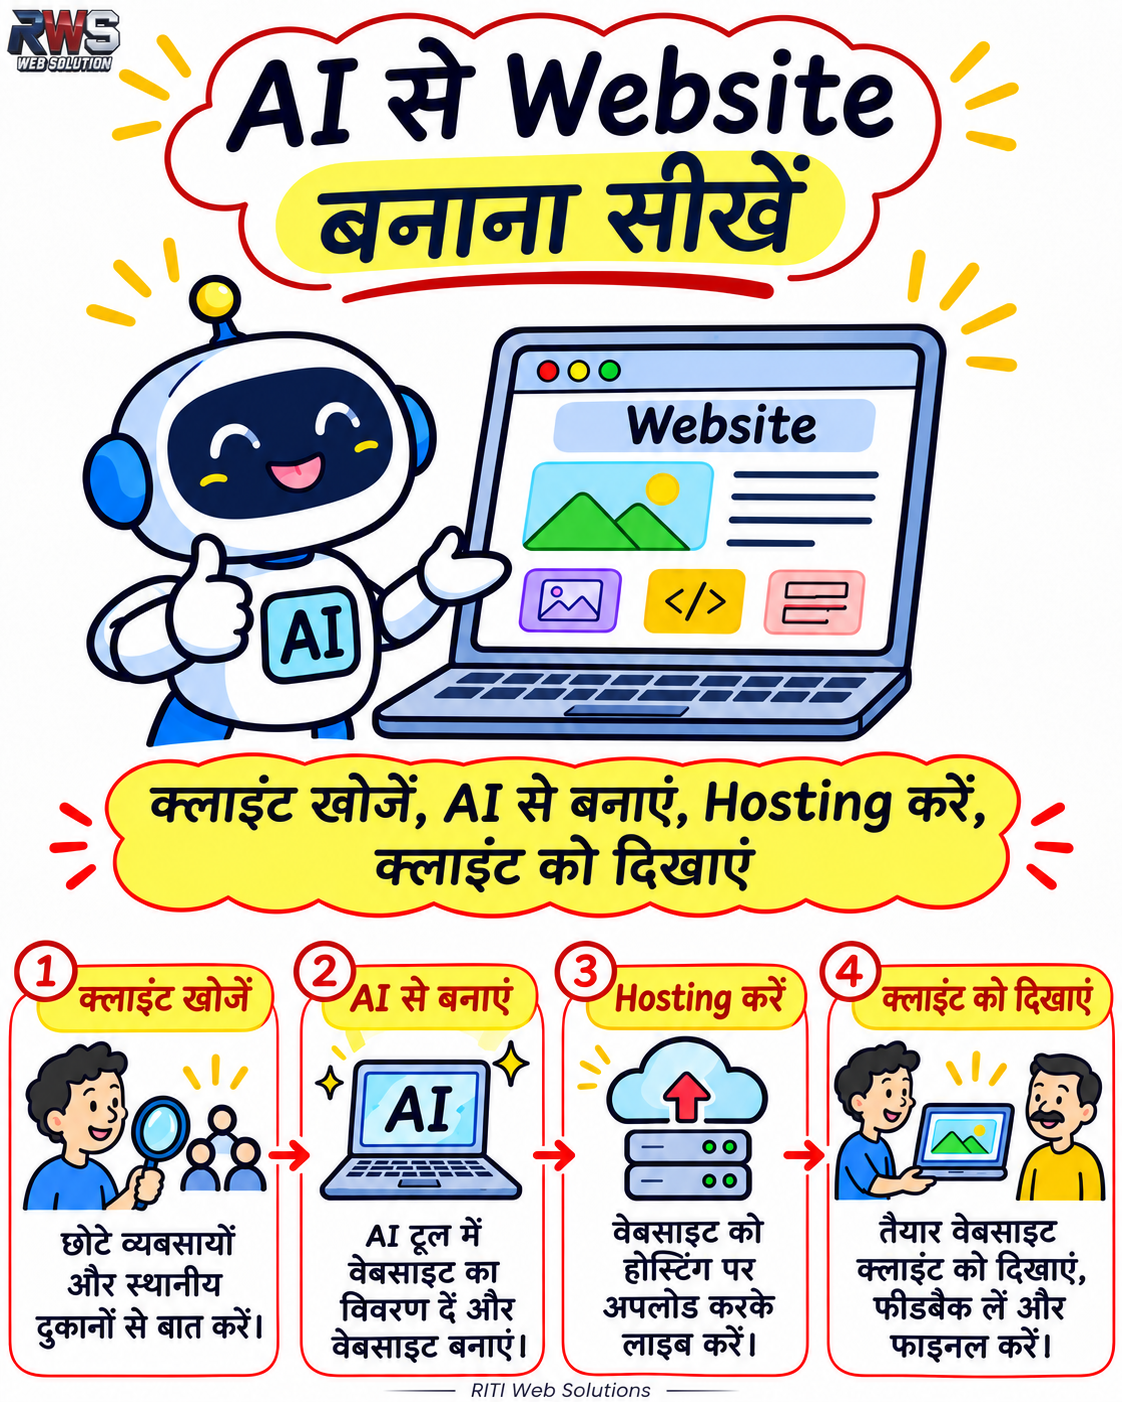 RWS
WEB SOLUTION
AI से Website
बनाना सीखें
Website
</>
AI
क्लाइंट खोजें, AI से बनाएं, Hosting करें,
क्लाइंट को दिखाएं
1
क्लाइंट खोजें
छोटे व्यबसायों
और स्थानीय
दुकानों से बात करें।
2
AI से बनाएं
AI
AI टूल में
वेबसाइट का
विवरण दें और
वेबसाइट बनाएं।
3
Hosting करें
वेबसाइट को
होस्टिंग पर
अपलोड करके
लाइब करें।
4
क्लाइंट को दिखाएं
तैयार वेबसाइट
क्लाइंट को दिखाएं,
फीडबैक लें और
फाइनल करें।
RITI Web Solutions